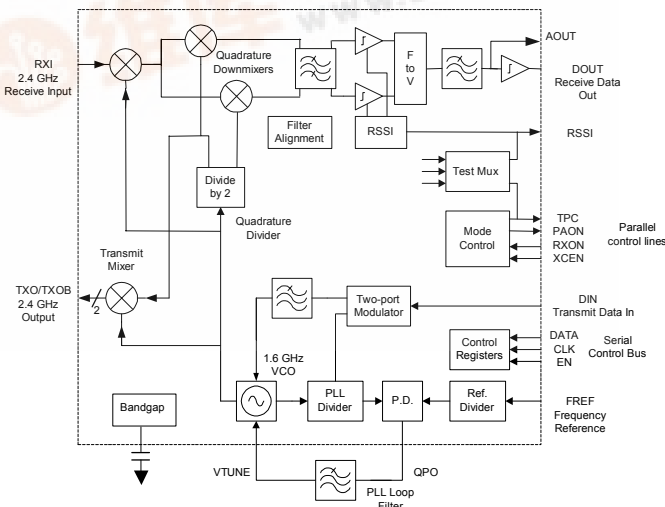 RXI
2.4 GHz
Receive Input
Quadrature
Downmixers
F
to
V
AOUT
DOUT
Receive Data
Out
Filter
Alignment
RSSI
RSSI
Test Mux
Divide
by 2
Quadrature
Divider
Mode
Control
TPC
PAON
RXON
XCEN
Parallel
control lines
Transmit
Mixer
TXO/TXOB
2.4 GHz
Output
2
Two-port
Modulator
DIN
Transmit Data In
1.6 GHz
VCO
Control
Registers
DATA
CLK
EN
Serial
Control Bus
Bandgap
PLL
Divider
P.D.
Ref.
Divider
FREF
Frequency
Reference
VTUNE
QPO
PLL Loop
Filter